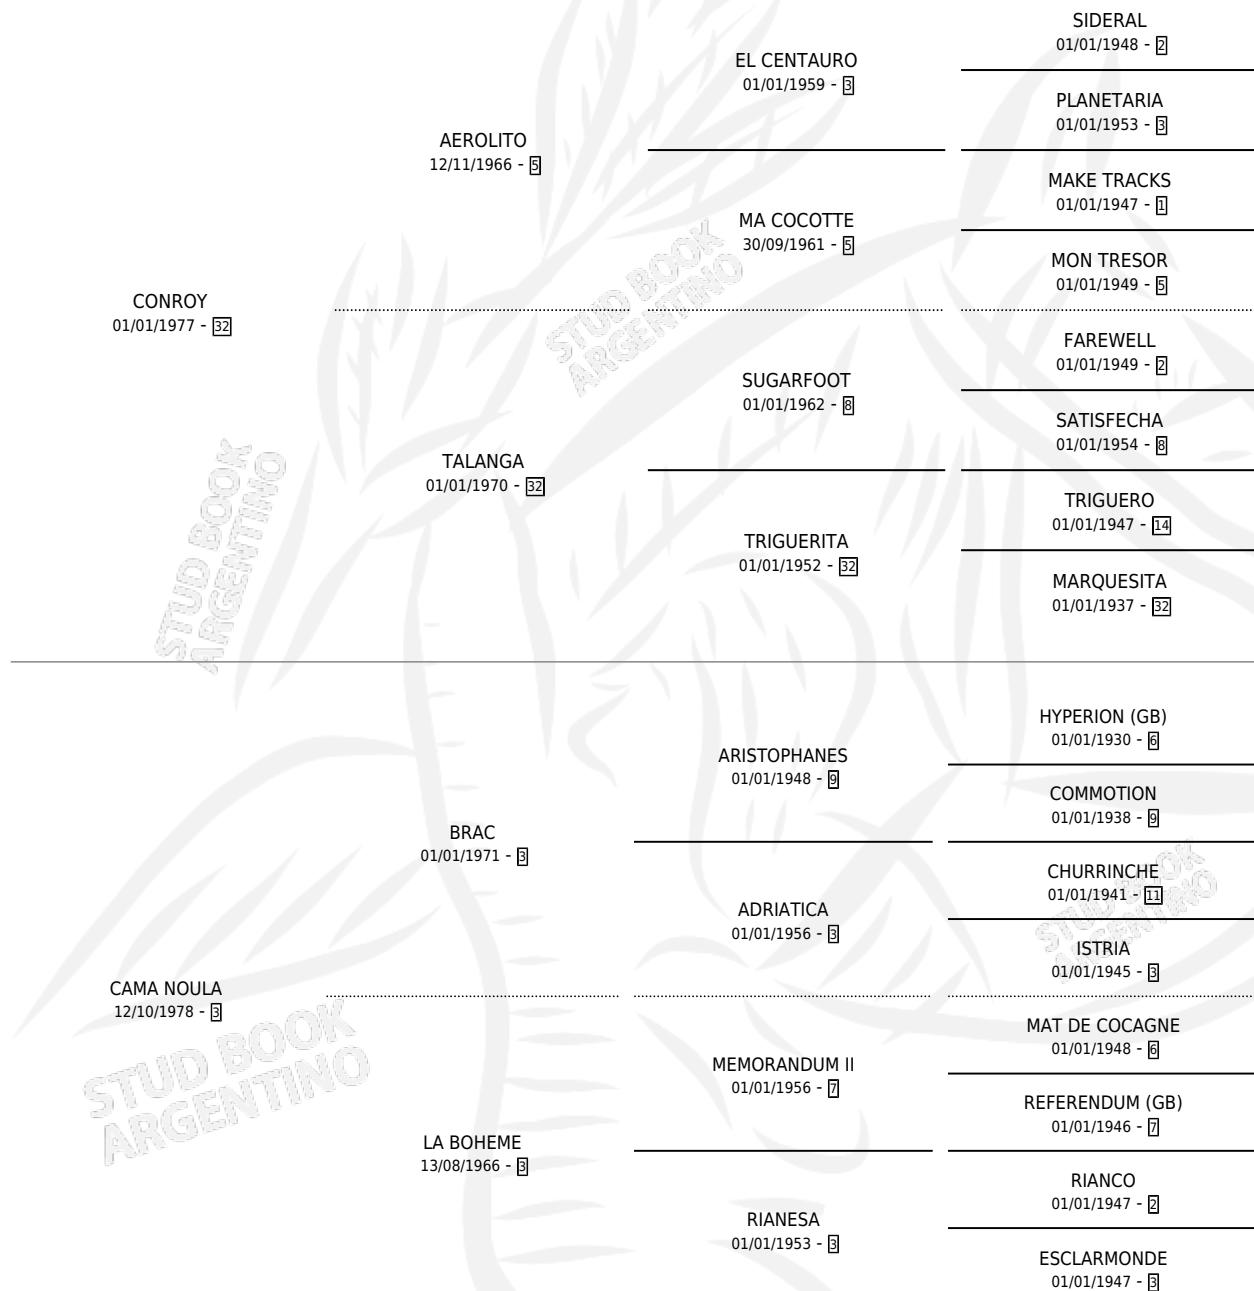 SIDERAL
01/01/1948 - 2
EL CENTAURO
01/01/1959 - 3
PLANETARIA
01/01/1953 - 3
AEROLITO
12/11/1966 - 5
MAKE TRACKS
01/01/1947 - 1
MA COCOTTE
30/09/1961 - 5
MON TRESOR
01/01/1949 - 5
CONROY
01/01/1977 - 32
FAREWELL
01/01/1949 - 2
SUGARFOOT
01/01/1962 - 8
SATISFECHA
01/01/1954 - 8
TALANGA
01/01/1970 - 32
TRIGUERO
01/01/1947 - 14
TRIGUERITA
01/01/1952 - 32
MARQUESITA
01/01/1937 - 32
HYPERION (GB)
01/01/1930 - 6
ARISTOPHANES
01/01/1948 - 9
COMMOTION
01/01/1938 - 9
BRAC
01/01/1971 - 3
CHURRINCHE
01/01/1941 - 11
ADRIATICA
01/01/1956 - 3
ISTRIA
01/01/1945 - 3
CAMA NOULA
12/10/1978 - 3
MAT DE COCAGNE
01/01/1948 - 6
MEMORANDUM II
01/01/1956 - 7
REFERENDUM (GB)
01/01/1946 - 7
LA BOHEME
13/08/1966 - 3
RIANCO
01/01/1947 - 2
RIANESA
01/01/1953 - 3
ESCLARMONDE
01/01/1947 - 3
STUD BOOK
ARGENTINO
STUD BOOK
ARGENTINO
STUD BOOK
ARGENTINO
STUD BOOK
ARGENTINO